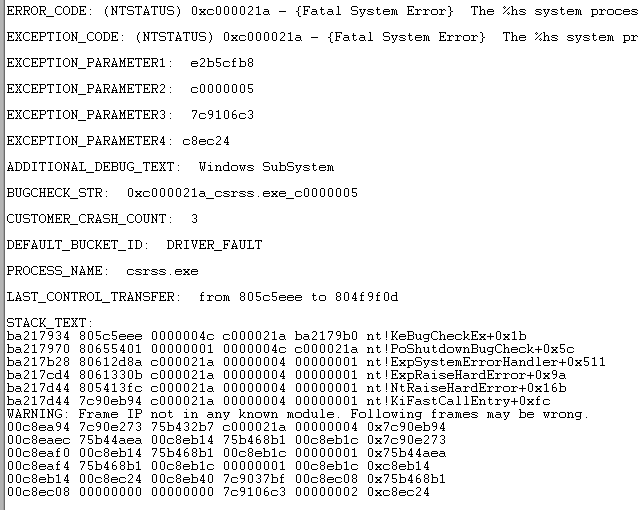 ERROR_CODE: (NTSTATUS) 0xc000021a - {Fatal System Error}  The %hs system proces
EXCEPTION_CODE: (NTSTATUS) 0xc000021a - {Fatal System Error}  The %hs system pr
EXCEPTION_PARAMETER1:  e2b5cfb8
EXCEPTION_PARAMETER2:  c0000005
EXCEPTION_PARAMETER3:  7c9106c3
EXCEPTION_PARAMETER4: c8ec24
ADDITIONAL_DEBUG_TEXT:  Windows SubSystem
BUGCHECK_STR:  0xc000021a_csrss.exe_c0000005
CUSTOMER_CRASH_COUNT:  3
DEFAULT_BUCKET_ID:  DRIVER_FAULT
PROCESS_NAME:  csrss.exe
LAST_CONTROL_TRANSFER:  from 805c5eee to 804f9f0d
STACK_TEXT:
ba217934 805c5eee 0000004c c000021a ba2179b0 nt!KeBugCheckEx+0x1b
ba217970 80655401 00000001 0000004c c000021a nt!PoShutdownBugCheck+0x5c
ba217b28 80612d8a c000021a 00000004 00000001 nt!ExpSystemErrorHandler+0x511
ba217cd4 8061330b c000021a 00000004 00000001 nt!ExpRaiseHardError+0x9a
ba217d44 805413fc c000021a 00000004 00000001 nt!NtRaiseHardError+0x16b
ba217d44 7c90eb94 c000021a 00000004 00000001 nt!KiFastCallEntry+0xfc
WARNING: Frame IP not in any known module. Following frames may be wrong.
00c8ea94 7c90e273 75b432b7 c000021a 00000004 0x7c90eb94
00c8eaec 75b44aea 00c8eb14 75b468b1 00c8eb1c 0x7c90e273
00c8eaf0 00c8eb14 75b468b1 00c8eb1c 00000001 0x75b44aea
00c8eaf4 75b468b1 00c8eb1c 00000001 00c8eb1c 0xc8eb14
00c8eb14 00c8ec24 00c8eb40 7c9037bf 00c8ec08 0x75b468b1
00c8ec08 00000000 00000000 7c9106c3 00000002 0xc8ec24